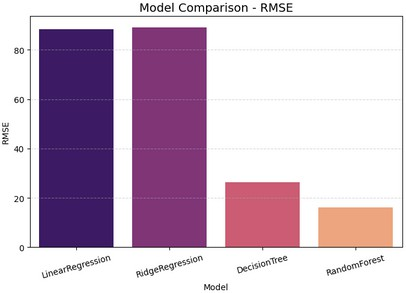 Model Comparison - RMSE
80
60
40
20
0
RMSE
LinearRegression
RidgeRegression
DecisionTree
RandomForest
Model